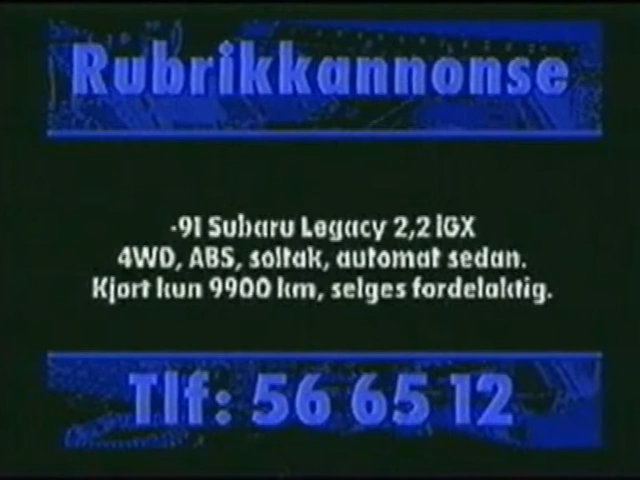 Rubrikkannonse
-91 Subaru Legacy 2,2 iGX
4WD, ABS, soltak, automat sedan.
Kjørt kun 9900 km, selges fordelaktig.
Tlf: 56 65 12